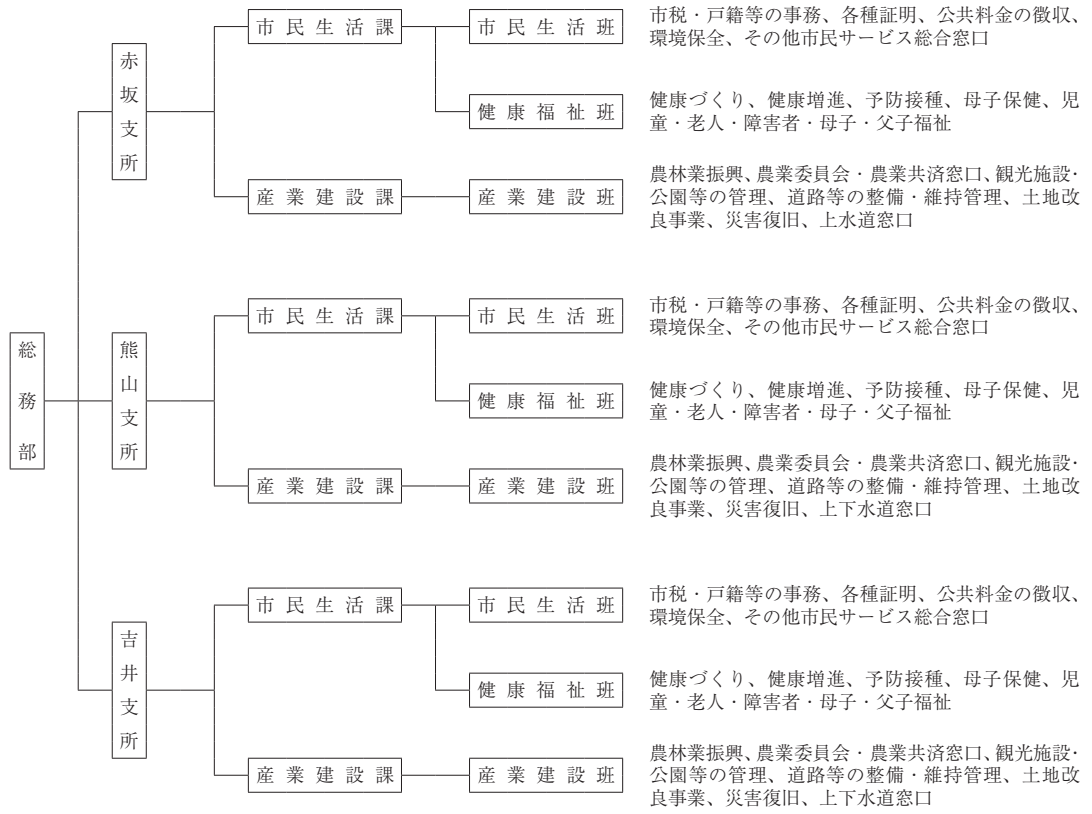 総務部
赤坂支所
市民生活課
市民生活班
市税・戸籍等の事務、各種証明、公共料金の徴収、
環境保全、その他市民サービス総合窓口
健康福祉班
健康づくり、健康増進、予防接種、母子保健、児
童・老人・障害者・母子・父子福祉
産業建設課
産業建設班
農林業振興、農業委員会・農業共済窓口、観光施設・
公園等の管理、道路等の整備・維持管理、土地改
良事業、災害復旧、上水道窓口
熊山支所
市民生活課
市民生活班
市税・戸籍等の事務、各種証明、公共料金の徴収、
環境保全、その他市民サービス総合窓口
健康福祉班
健康づくり、健康増進、予防接種、母子保健、児
童・老人・障害者・母子・父子福祉
産業建設課
産業建設班
農林業振興、農業委員会・農業共済窓口、観光施設・
公園等の管理、道路等の整備・維持管理、土地改
良事業、災害復旧、上下水道窓口
吉井支所
市民生活課
市民生活班
市税・戸籍等の事務、各種証明、公共料金の徴収、
環境保全、その他市民サービス総合窓口
健康福祉班
健康づくり、健康増進、予防接種、母子保健、児
童・老人・障害者・母子・父子福祉
産業建設課
産業建設班
農林業振興、農業委員会・農業共済窓口、観光施設・
公園等の管理、道路等の整備・維持管理、土地改
良事業、災害復旧、上下水道窓口